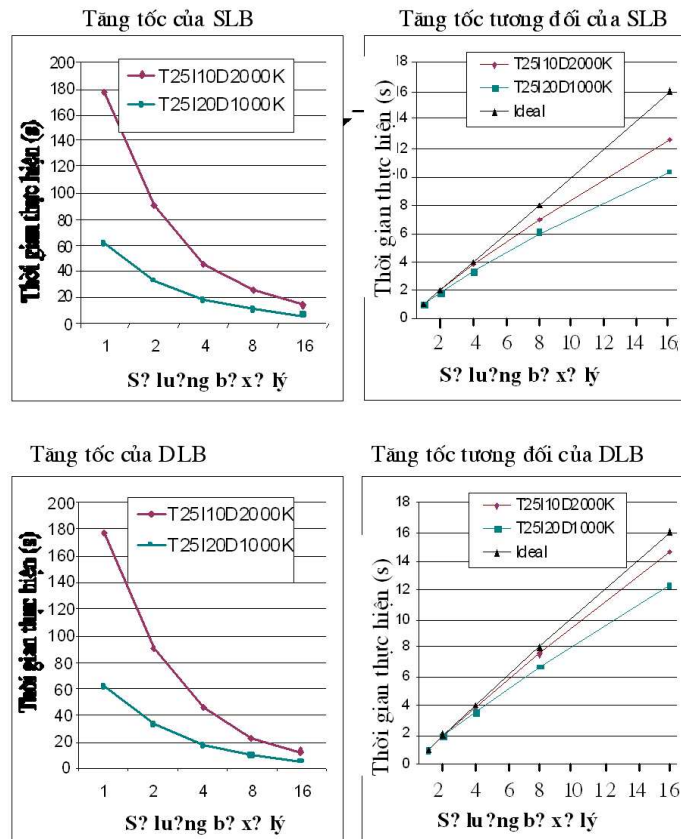 Tăng tốc của SLB
Thời gian thực hiện (s)
200
180
160
140
120
100
80
60
40
20
0
T25I10D2000K
T25I20D1000K
1 2 4 8 16
S? lu?ng b? x? lý
Tăng tốc tương đối của SLB
Thời gian thực hiện (s)
18
16
14
12
10
8
6
4
2
0
T25I10D2000K
T25I20D1000K
Ideal
2 4 6 8 10 12 14 16
S? lu?ng b? x? lý
Tăng tốc của DLB
Thời gian thực hiện (s)
200
180
160
140
120
100
80
60
40
20
0
T25I10D2000K
T25I20D1000K
1 2 4 8 16
S? lu?ng b? x? lý
Tăng tốc tương đối của DLB
Thời gian thực hiện (s)
18
16
14
12
10
8
6
4
2
0
T25I10D2000K
T25I20D1000K
Ideal
2 4 6 8 10 12 14 16
S? lu?ng b? x? lý